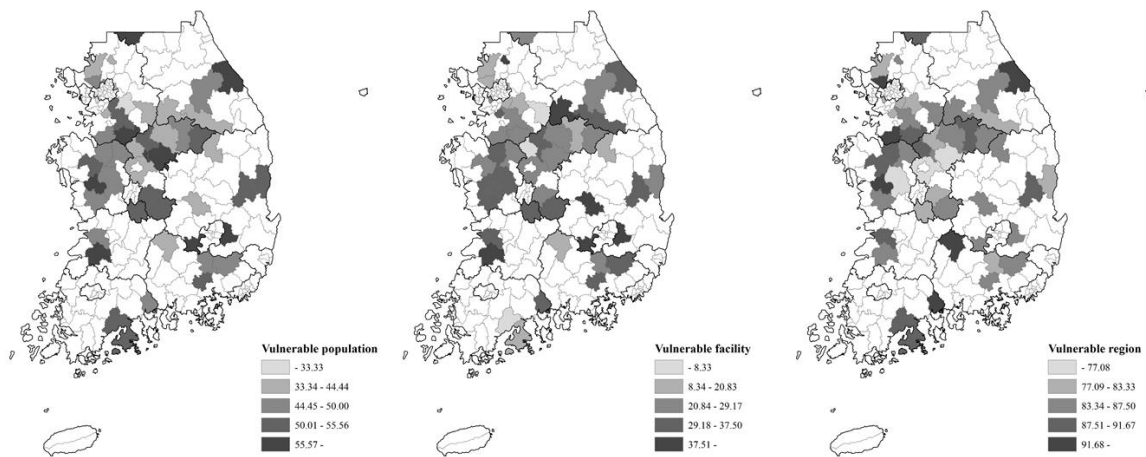 Vulnerable population
- 33.33
33.34 - 44.44
44.45 - 50.00
50.01 - 55.56
55.57 -
Vulnerable facility
- 8.33
8.34 - 20.83
20.84 - 29.17
29.18 - 37.50
37.51 -
Vulnerable region
- 77.08
77.09 - 83.33
83.34 - 87.50
87.51 - 91.67
91.68 -